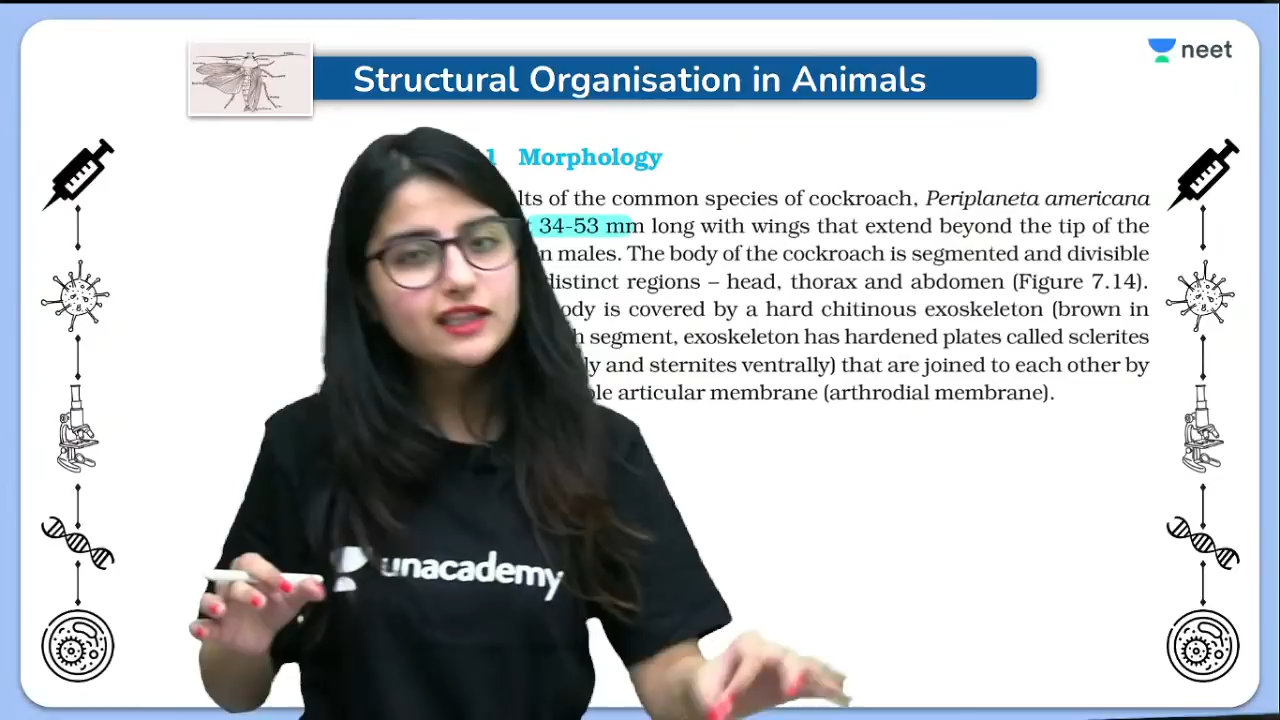 neet
Structural Organisation in Animals
1 Morphology
lts of the common species of cockroach, Periplaneta americana
34-53 mm long with wings that extend beyond the tip of the
n males. The body of the cockroach is segmented and divisible
distinct regions – head, thorax and abdomen (Figure 7.14).
ody is covered by a hard chitinous exoskeleton (brown in
h segment, exoskeleton has hardened plates called sclerites
ly and sternites ventrally) that are joined to each other by
ble articular membrane (arthrodial membrane).
unacademy